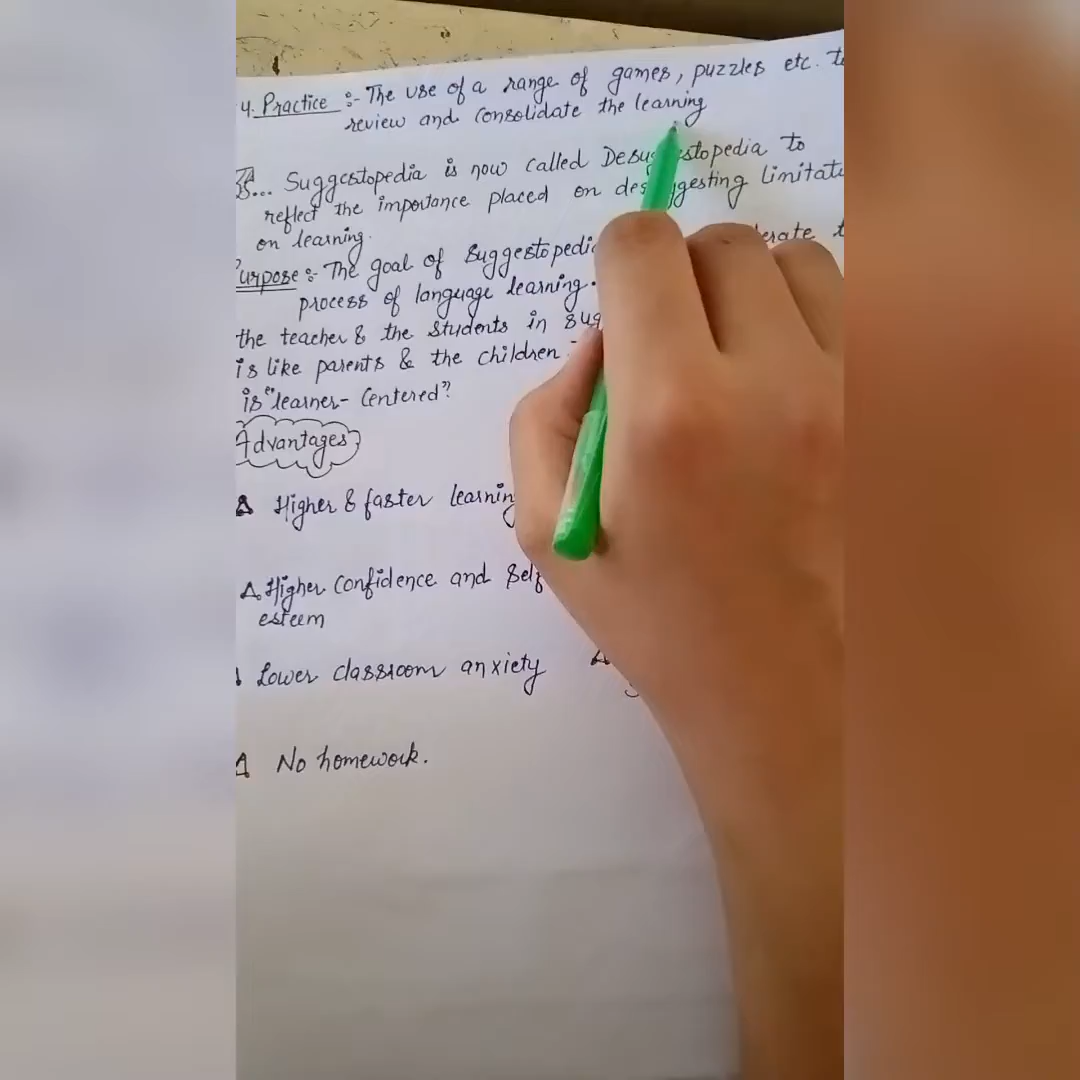 4. Practice :- The use of a range of games, puzzles etc. to
review and consolidate the learning
Suggestopedia is now called Desuggestopedia to
reflect the importance placed on desuggesting limitat
on learning.
Purpose :- The goal of Suggestopedi
process of language learning.
the teacher & the students in sug
is like parents & the children
is "learner-Centered"
Advantages
Higher & faster learning
Higher Confidence and Self
esteem
Lower classroom anxiety
No homework.